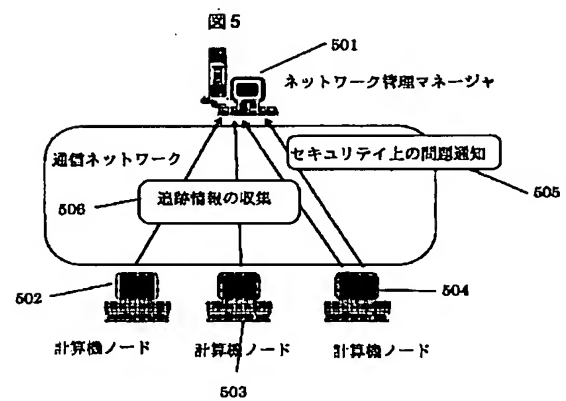 図5
501
ネットワーク管理マネージャ
通信ネットワーク
セキュリテイ上の問題通知
505
506
追跡情報の収集
502
504
計算機ノード
計算機ノード
計算機ノード
503